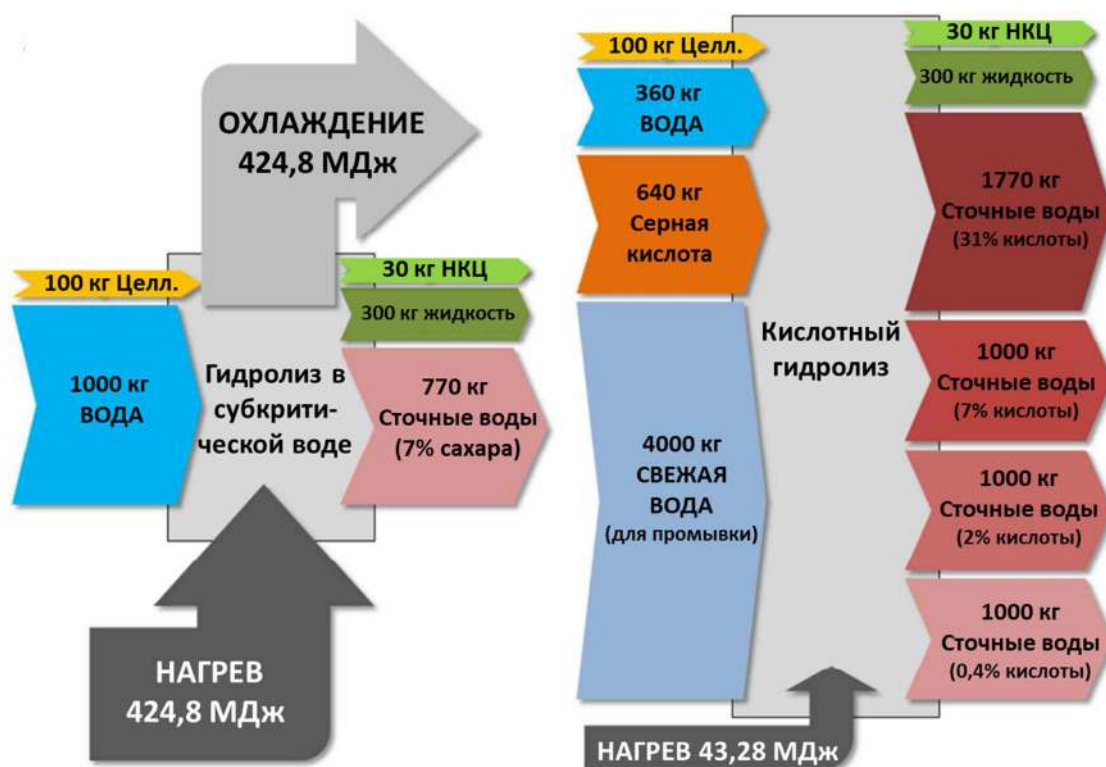 ОХЛАЖДЕНИЕ
424,8 МДж
100 кг Целл.
1000 кг
ВОДА
Гидролиз в
субкрити-
ческой воде
30 кг НКЦ
300 кг жидкость
770 кг
Сточные воды
(7% сахара)
НАГРЕВ
424,8 МДж
100 кг Целл.
360 кг
ВОДА
640 кг
Серная
кислота
4000 кг
СВЕЖАЯ
ВОДА
(для промывки)
Кислотный
гидролиз
30 кг НКЦ
300 кг жидкость
1770 кг
Сточные воды
(31% кислоты)
1000 кг
Сточные воды
(7% кислоты)
1000 кг
Сточные воды
(2% кислоты)
1000 кг
Сточные воды
(0,4% кислоты)
НАГРЕВ 43,28 МДж